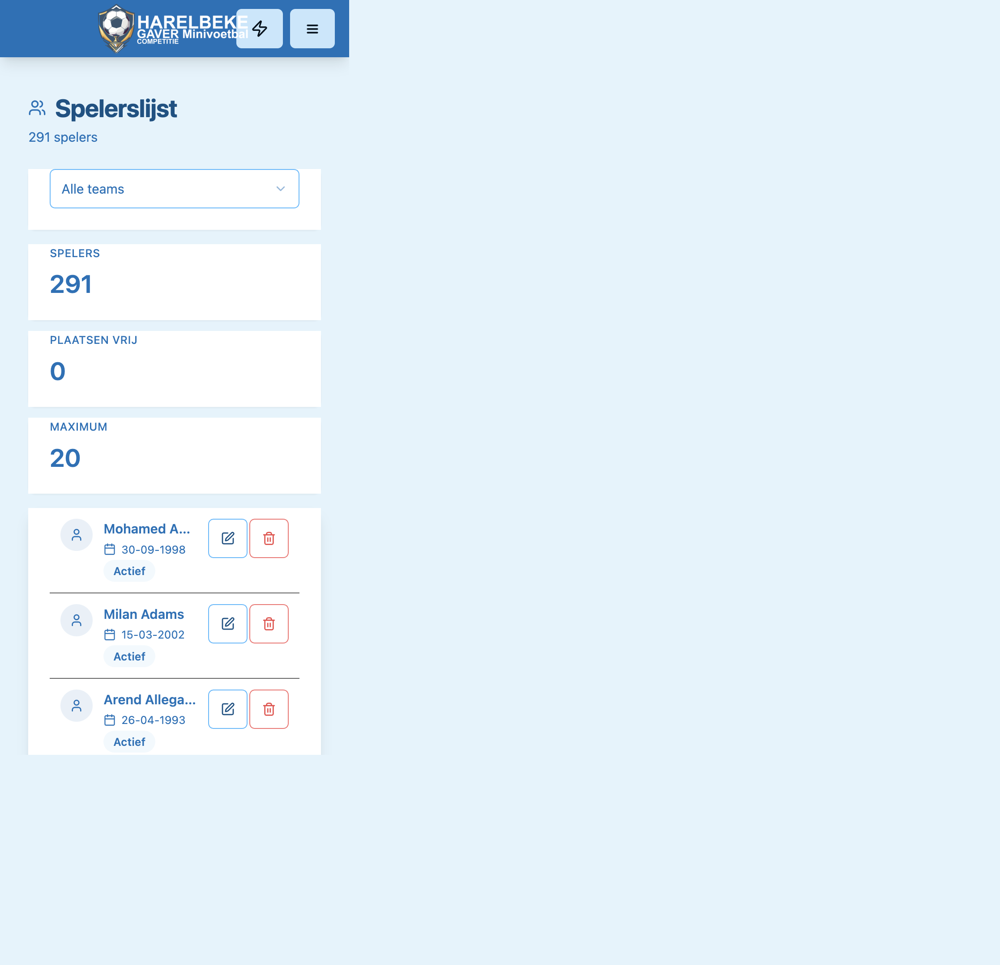 HARELBEKE
GAVER Minivoetbal
COMPETITIE
Spelerslijst
291 spelers
Alle teams
SPELERS
291
PLAATSEN VRIJ
0
MAXIMUM
20
Mohamed A...
30-09-1998
Actief
Milan Adams
15-03-2002
Actief
Arend Allega...
26-04-1993
Actief